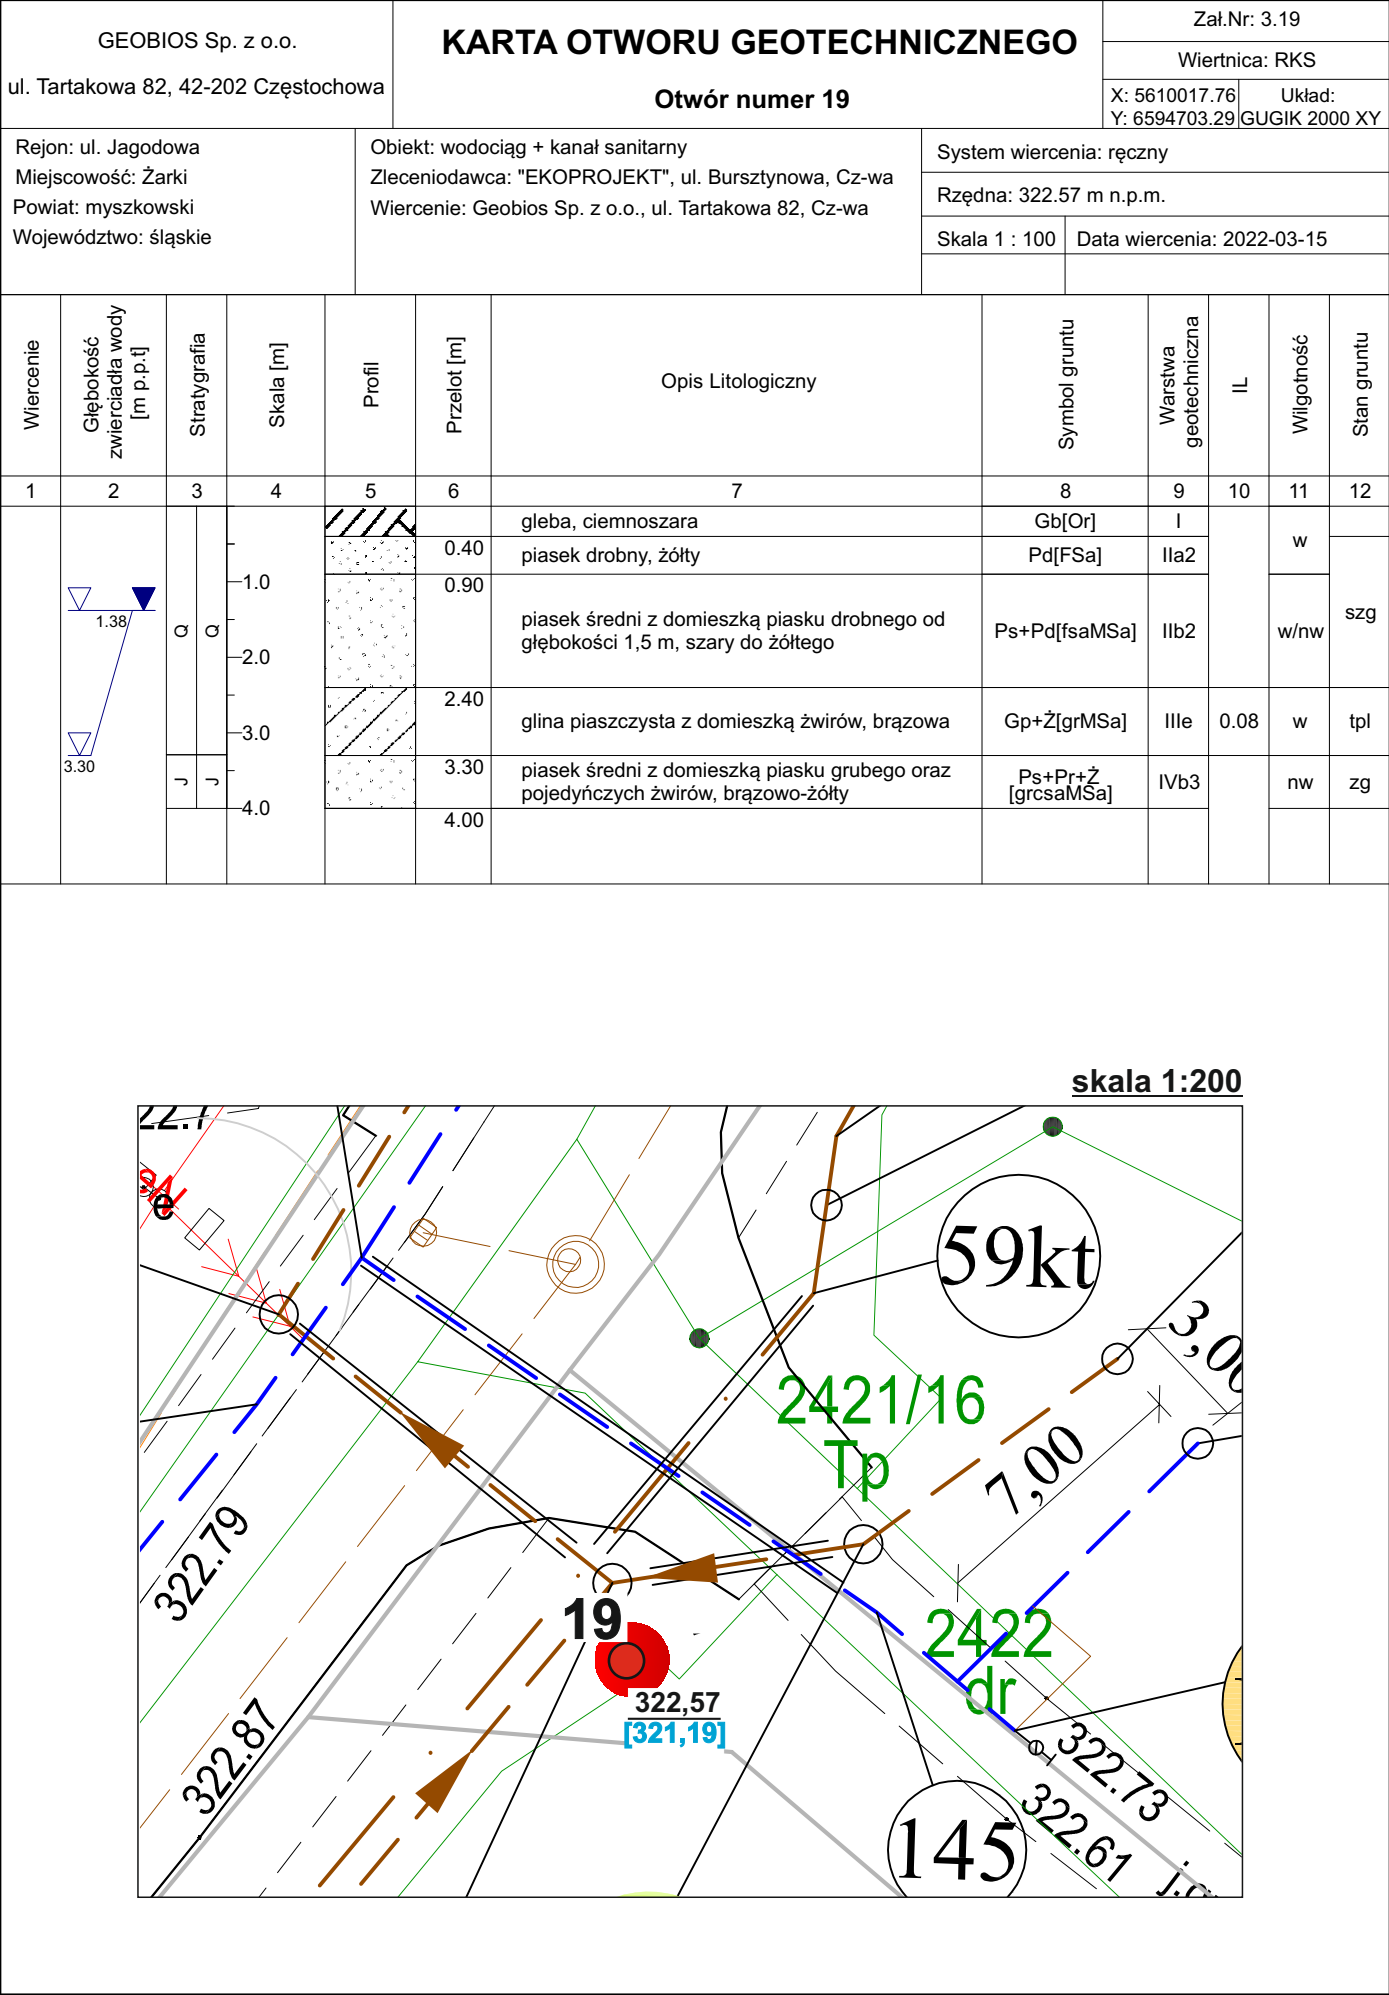 GEOBIOS Sp. z o.o.
ul. Tartakowa 82, 42-202 Częstochowa
KARTA OTWORU GEOTECHNICZNEGO
Otwór numer 19
Zał.Nr: 3.19
Wiertnica: RKS
X: 5610017.76
Y: 6594703.29
Układ:
GUGIK 2000 XY
Rejon: ul. Jagodowa
Miejscowość: Żarki
Powiat: myszkowski
Województwo: śląskie
Obiekt: wodociąg + kanał sanitarny
Zleceniodawca: "EKOPROJEKT", ul. Bursztynowa, Cz-wa
Wiercenie: Geobios Sp. z o.o., ul. Tartakowa 82, Cz-wa
System wiercenia: ręczny
Rzędna: 322.57 m n.p.m.
Skala 1 : 100
Data wiercenia: 2022-03-15
Wiercenie
Głębokość
zwierciadła wody
[m p.p.t]
Stratygrafia
Skala [m]
Profil
Przelot [m]
Opis Litologiczny
Symbol gruntu
Warstwa
geotechniczna
IL
Wilgotność
Stan gruntu
1 2 3 4 5 6 7 8 9 10 11 12
gleba, ciemnoszara
Gb[Or]
I
w
0.40
piasek drobny, żółty
Pd[FSa]
IIa2
1.0
0.90
1.38
Q Q
piasek średni z domieszką piasku drobnego od
głębokości 1,5 m, szary do żółtego
Ps+Pd[fsaMSa]
IIb2
w/nw
szg
2.0
2.40
glina piaszczysta z domieszką żwirów, brązowa
Gp+Ż[grMSa]
IIIe
0.08
w
tpl
3.0
3.30
3.30
J J
piasek średni z domieszką piasku grubego oraz
pojedyńczych żwirów, brązowo-żółty
Ps+Pr+Ż
[grcsaMSa]
IVb3
nw
zg
4.0
4.00
skala 1:200
22.7
e
59kt
3,00
2421/16
Tp
7,00
322.79
19
322,57
[321,19]
2422
dr
322.87
322.73
322.61
145